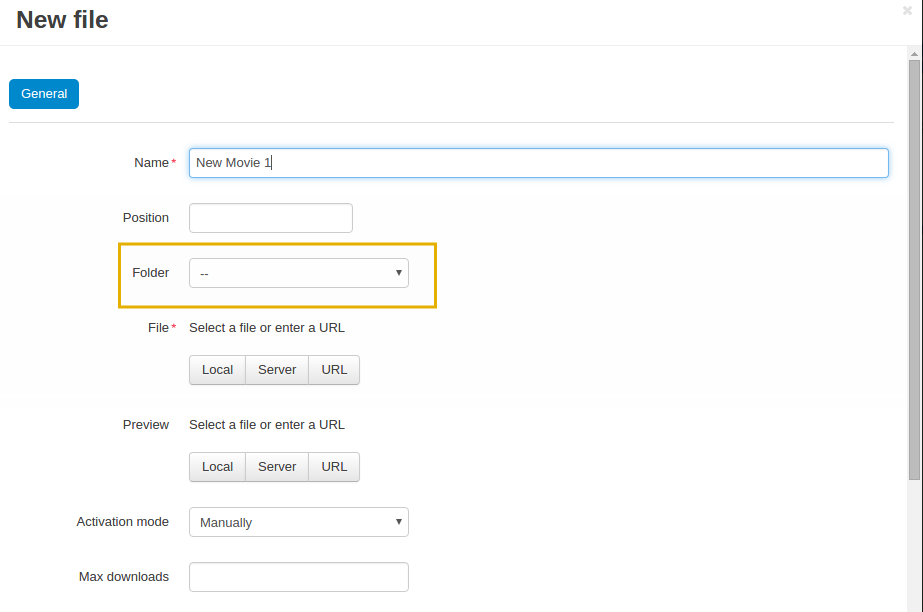 New file
×
General
Name*
New Movie 1
Position
Folder
--
File*
Select a file or enter a URL
Local Server URL
Preview
Select a file or enter a URL
Local Server URL
Activation mode
Manually
Max downloads